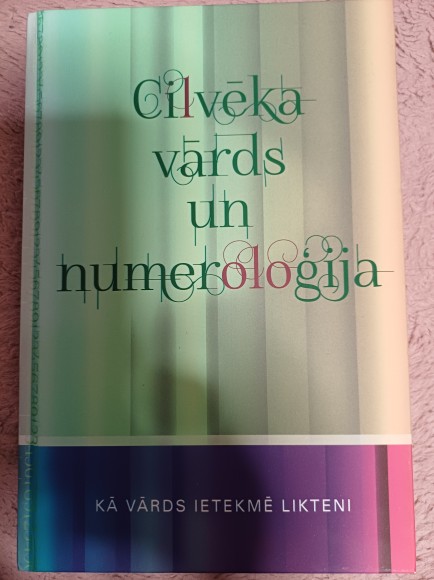 Cilvēka
vārds
un
numeroloģija
KĀ VĀRDS IETEKMĒ LIKTENI